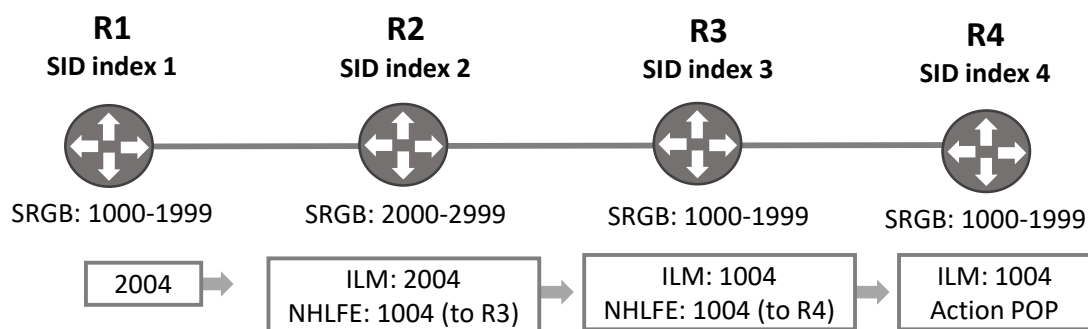 R1
SID index 1
R2
SID index 2
R3
SID index 3
R4
SID index 4
SRGB: 1000-1999
SRGB: 2000-2999
SRGB: 1000-1999
SRGB: 1000-1999
2004
ILM: 2004
NHLFE: 1004 (to R3)
ILM: 1004
NHLFE: 1004 (to R4)
ILM: 1004
Action POP